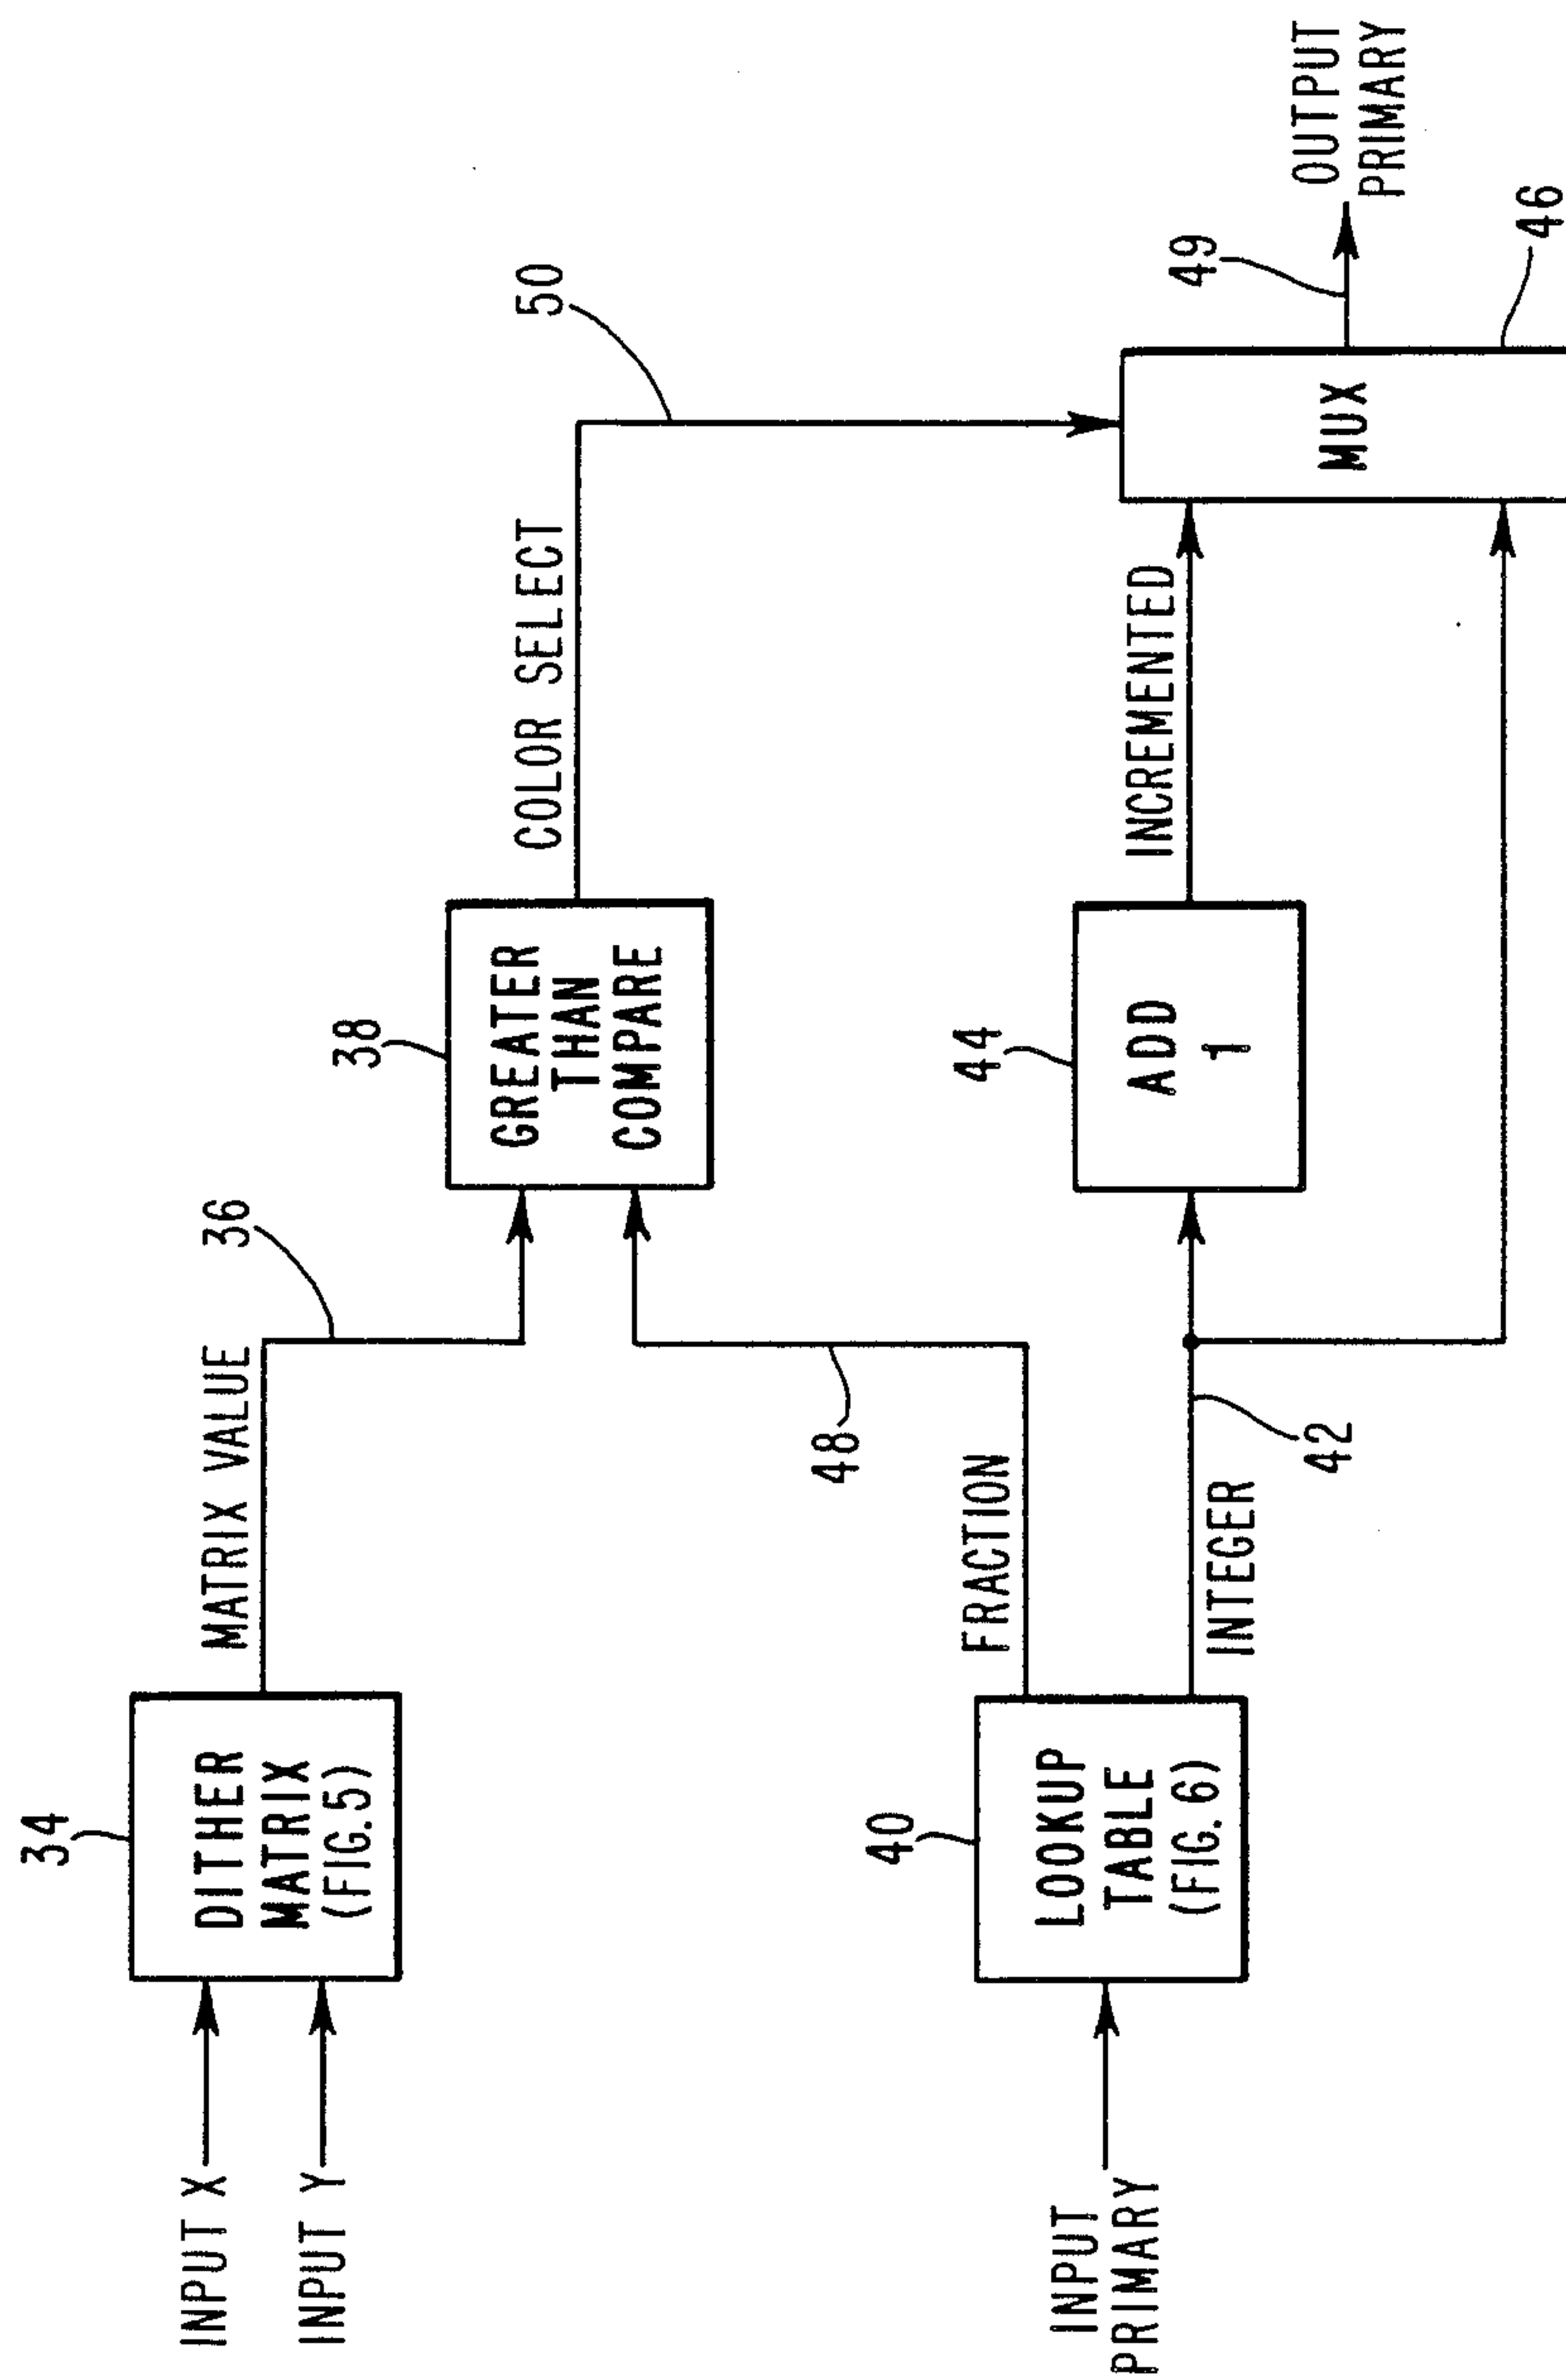 34
INPUT X
INPUT Y
DITHER
MATRIX
(FIG.5)
MATRIX VALUE
36
38
GREATER
THAN
COMPARE
COLOR SELECT
50
40
INPUT
PRIMARY
LOOKUP
TABLE
(FIG. 6)
FRACTION
48
INTEGER
42
44
ADD
1
INCREMENTED
MUX
46
49
OUTPUT
PRIMARY